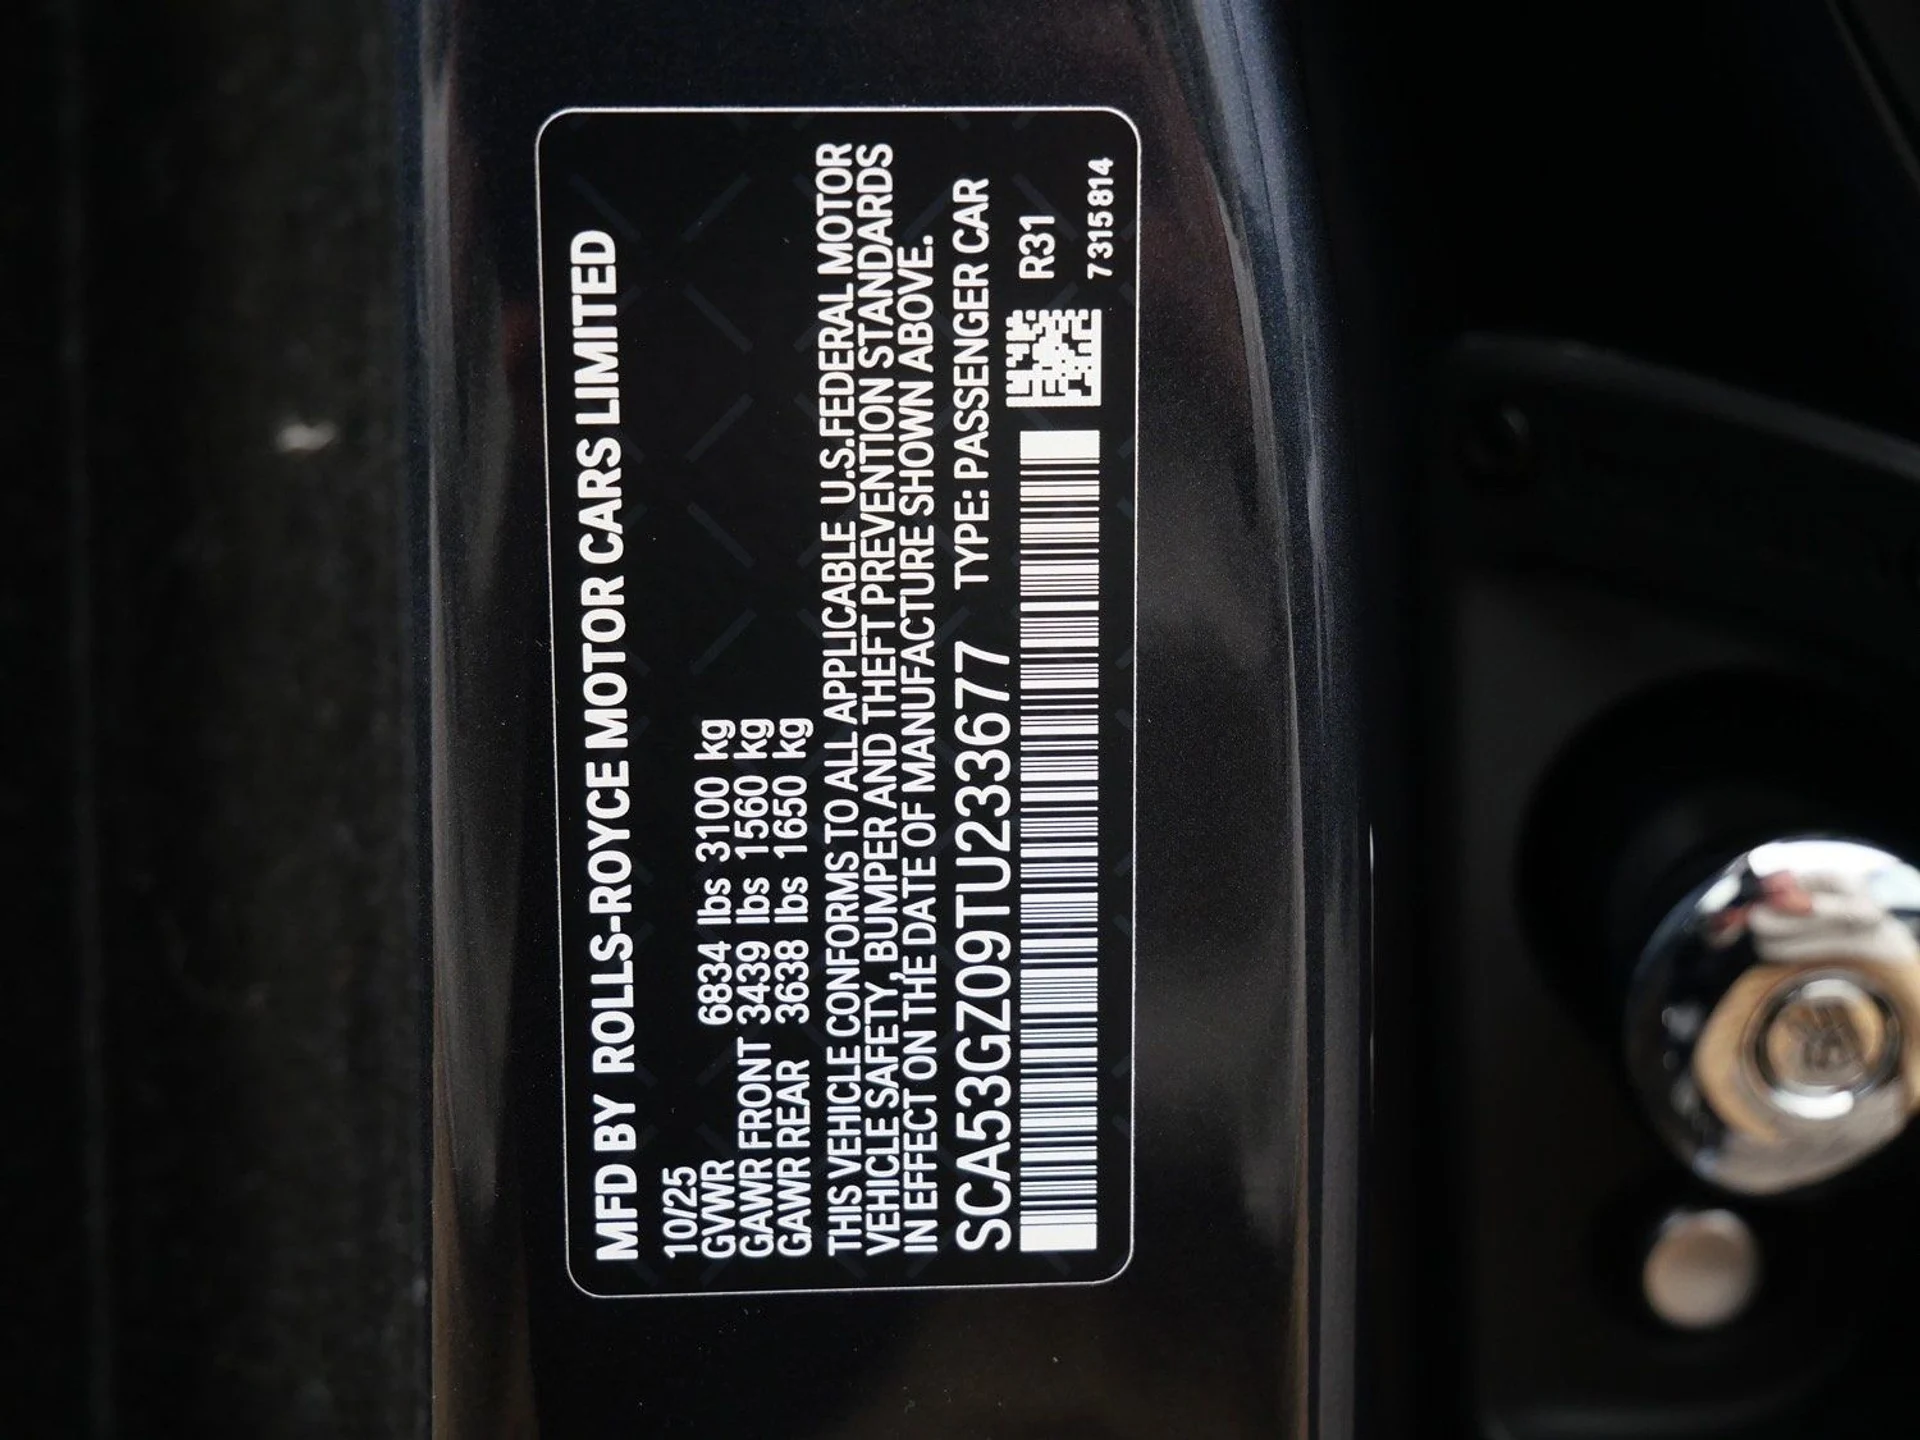 MFD BY ROLLS-ROYCE MOTOR CARS LIMITED
10/25
GVWR 6834 lbs 3100 kg
GAWR FRONT 3439 lbs 1560 kg
GAWR REAR 3638 lbs 1650 kg
THIS VEHICLE CONFORMS TO ALL APPLICABLE U.S.FEDERAL MOTOR
VEHICLE SAFETY, BUMPER AND THEFT PREVENTION STANDARDS
IN EFFECT ON THE DATE OF MANUFACTURE SHOWN ABOVE.
SCA53GZ09TU233677 TYPE: PASSENGER CAR
R31
7315814